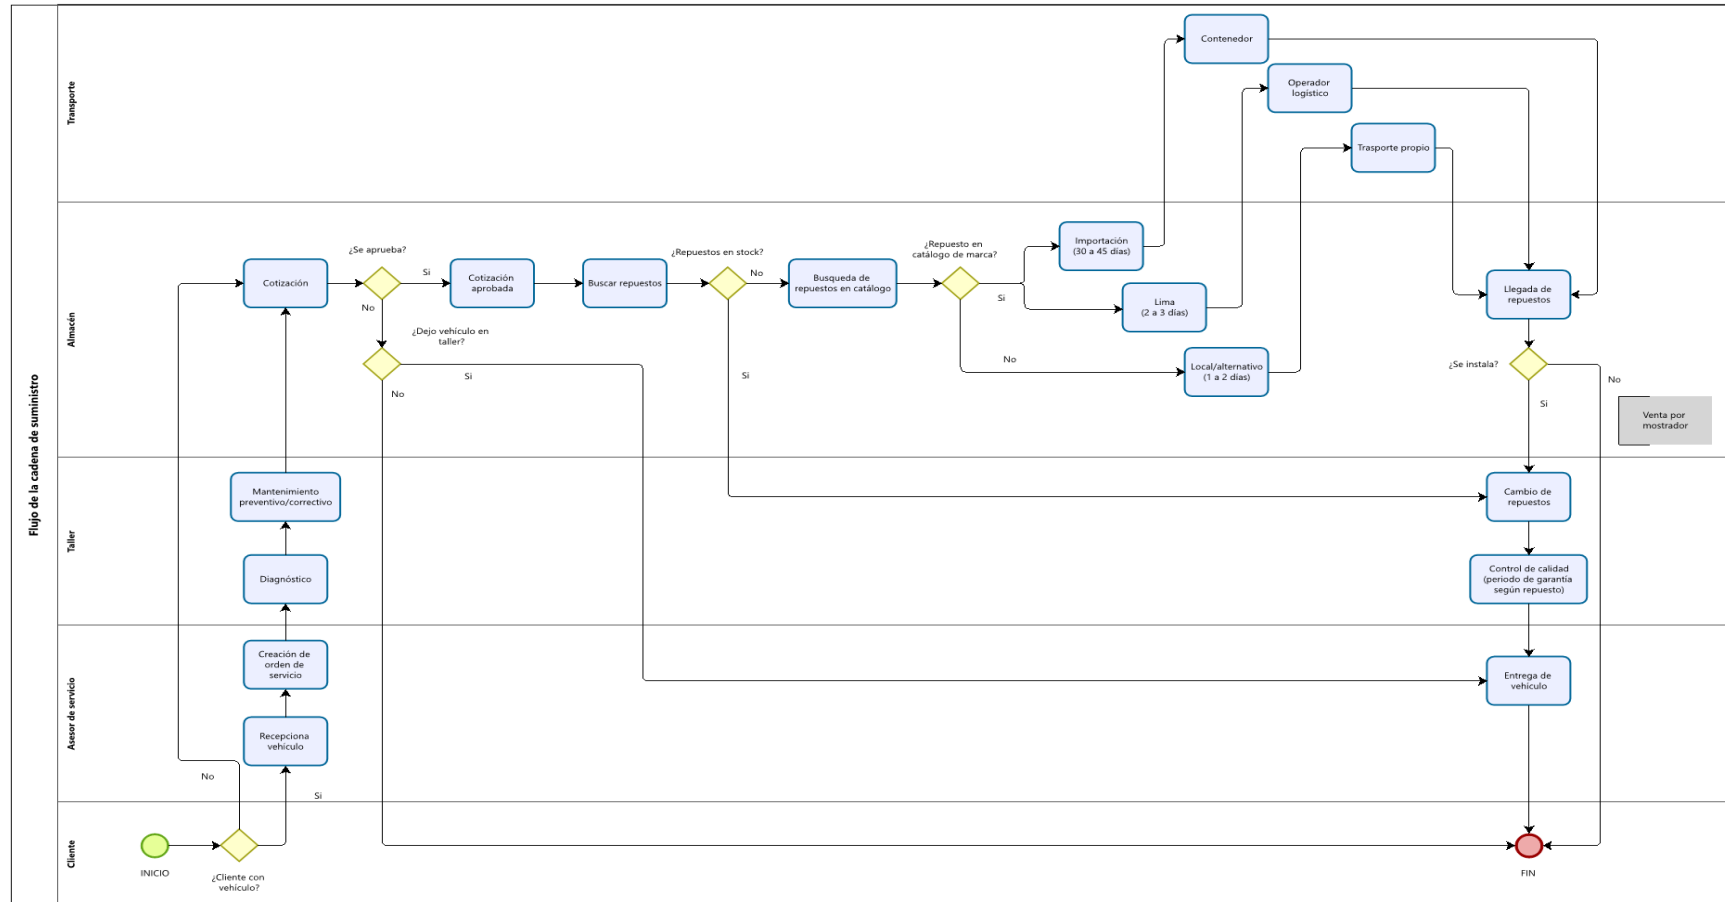 Flujo de la cadena de suministro
Transporte
Contenedor
Operador
logístico
Trasporte propio
Almacén
Cotización
¿Se aprueba?
Si
No
Cotización
aprobada
Buscar repuestos
¿Repuestos en stock?
No
Si
Busqueda de
repuestos en catálogo
¿Repuesto en
catálogo de marca?
Si
No
Importación
(30 a 45 días)
Lima
(2 a 3 días)
Local/alternativo
(1 a 2 días)
Llegada de
repuestos
¿Se instala?
No
Si
Venta por
mostrador
¿Dejo vehículo en
taller?
Si
No
Taller
Mantenimiento
preventivo/correctivo
Diagnóstico
Cambio de
repuestos
Control de calidad
(periodo de garantía
según repuesto)
Asesor de servicio
Creación de
orden de
servicio
Recepciona
vehículo
Entrega de
vehículo
No
Si
Cliente
INICIO
¿Cliente con
vehículo?
FIN